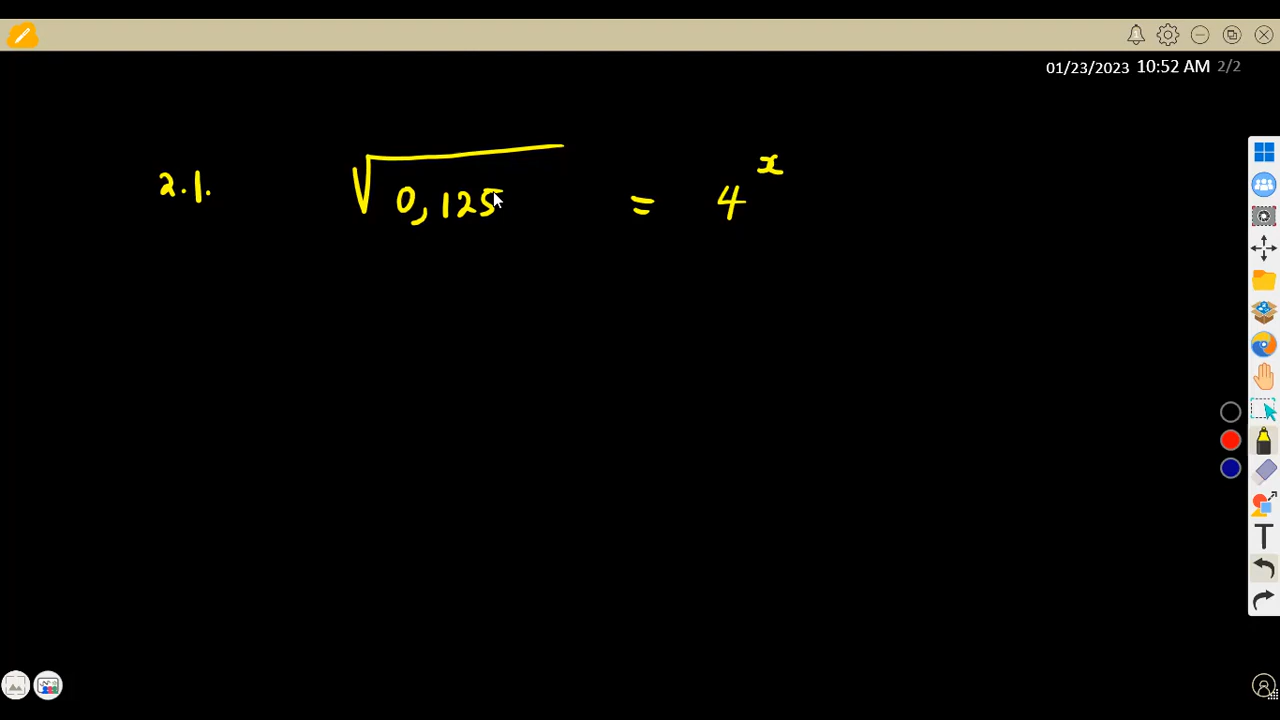 01/23/2023 10:52 AM 2/2
2.1. √0,125 = 4^x
T